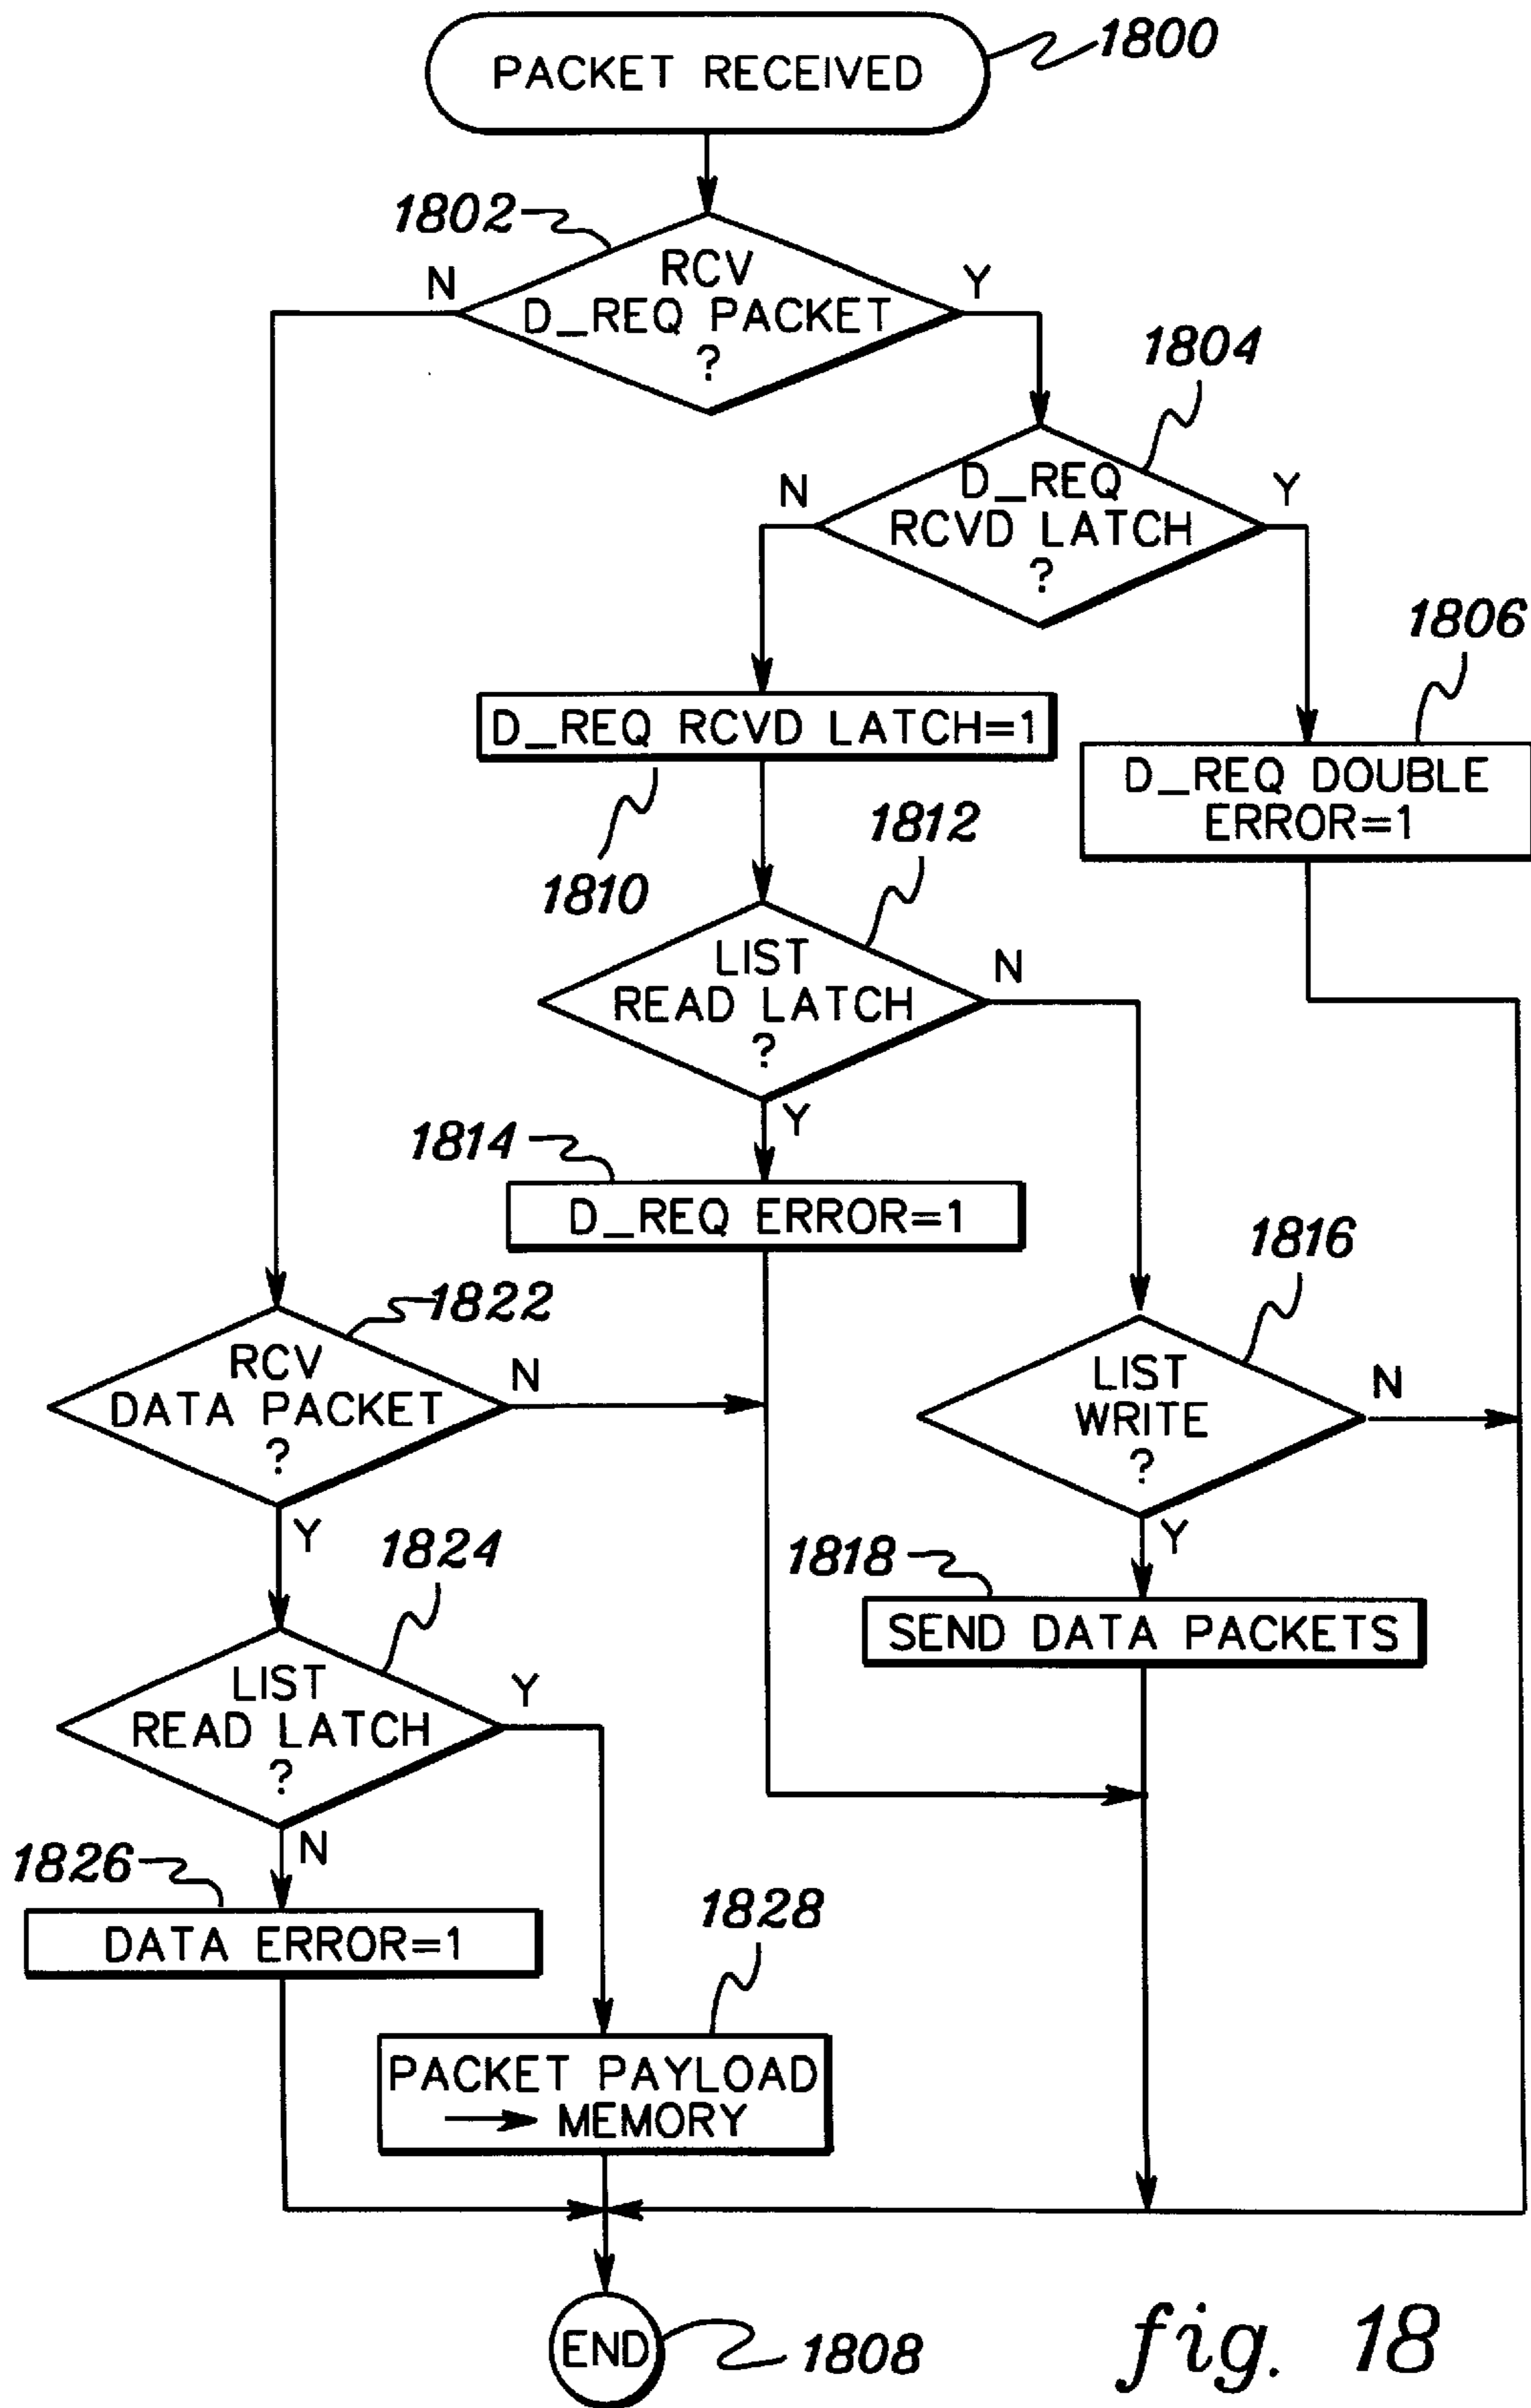 PACKET RECEIVED
1800
1802
N
RCV
D_REQ PACKET
?
Y
1804
N
D_REQ
RCVD LATCH
?
Y
1806
D_REQ RCVD LATCH=1
D_REQ DOUBLE
ERROR=1
1810
1812
LIST
READ LATCH
?
N
Y
1814
D_REQ ERROR=1
1816
1822
RCV
DATA PACKET
?
N
LIST
WRITE
?
N
Y
Y
1824
1818
SEND DATA PACKETS
LIST
READ LATCH
?
Y
N
1826
DATA ERROR=1
1828
PACKET PAYLOAD
→ MEMORY
END
1808
fig. 18